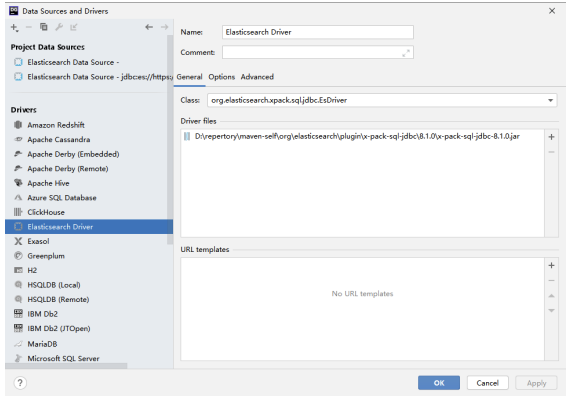 Data Sources and Drivers
Name: Elasticsearch Driver
Comment:
Project Data Sources
Elasticsearch Data Source -
Elasticsearch Data Source - jdbc:es://https:/
General Options Advanced
Class: org.elasticsearch.xpack.sql.jdbc.EsDriver
Drivers
Amazon Redshift
Apache Cassandra
Apache Derby (Embedded)
Apache Derby (Remote)
Apache Hive
Azure SQL Database
ClickHouse
Elasticsearch Driver
Exasol
Greenplum
H2
HSQLDB (Local)
HSQLDB (Remote)
IBM Db2
IBM Db2 (JTOpen)
MariaDB
Microsoft SQL Server
Driver files
D:\repertory\maven-self\org\elasticsearch\plugin\x-pack-sql-jdbc\8.1.0\x-pack-sql-jdbc-8.1.0.jar
URL templates
No URL templates
?
OK Cancel Apply